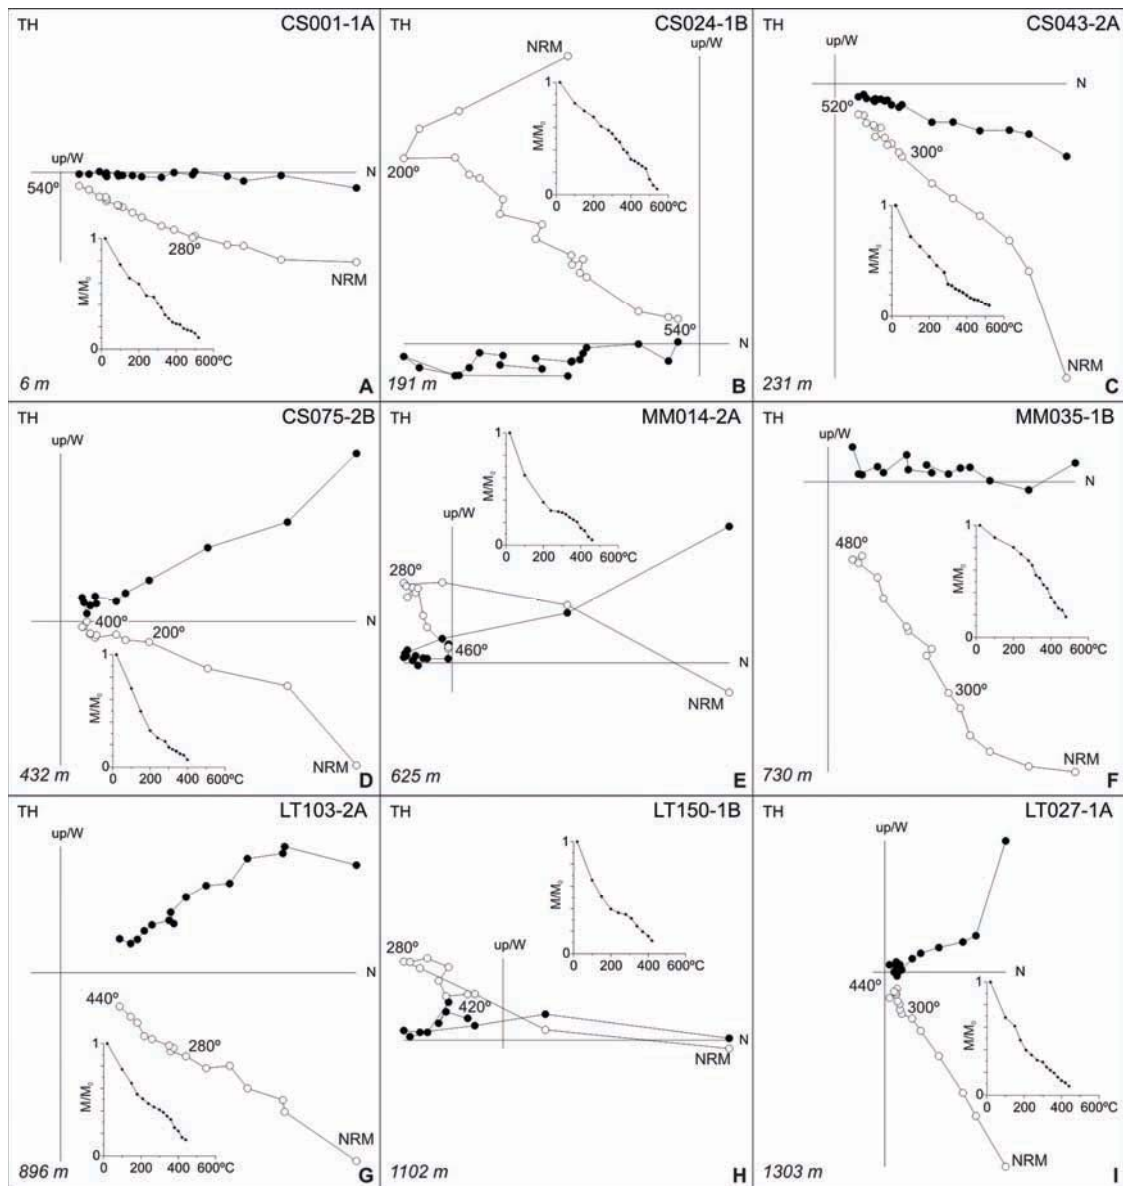 TH CS001-1A
up/W
N
540º
280º
NRM
1
M/M₀
0
0 200 400 600ºC
6 m A
TH CS024-1B
NRM
up/W
1
M/M₀
0
0 200 400 600ºC
200º
540º
N
191 m B
TH CS043-2A
up/W
N
520º
300º
1
M/M₀
0
0 200 400 600ºC
NRM
231 m C
TH CS075-2B
up/W
N
400º
200º
1
M/M₀
0
0 200 400 600ºC
NRM
432 m D
TH MM014-2A
1
M/M₀
0
0 200 400 600ºC
up/W
280º
460º
N
NRM
625 m E
TH MM035-1B
up/W
N
480º
1
M/M₀
0
0 200 400 600ºC
300º
NRM
730 m F
TH LT103-2A
up/W
N
440º
280º
1
M/M₀
0
0 200 400 600ºC
NRM
896 m G
TH LT150-1B
1
M/M₀
0
0 200 400 600ºC
up/W
280º
420º
N
NRM
1102 m H
TH LT027-1A
up/W
N
440º
300º
1
M/M₀
0
0 200 400 600ºC
NRM
1303 m I